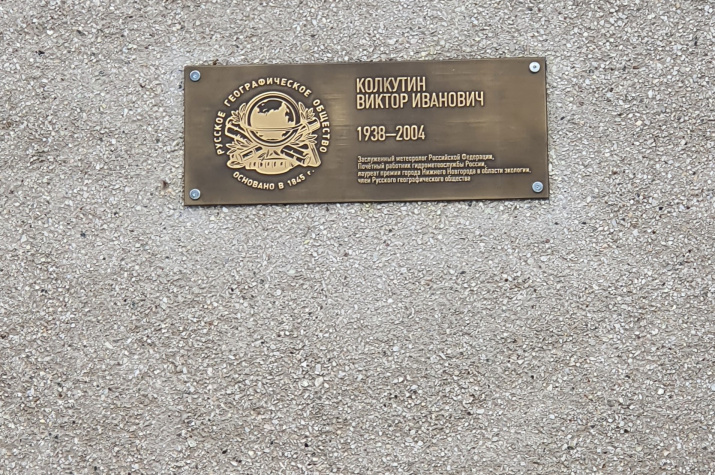 РУССКОЕ ГЕОГРАФИЧЕСКОЕ ОБЩЕСТВО
ОСНОВАНО В 1845 г.
КОЛКУТИН
ВИКТОР ИВАНОВИЧ
1938–2004
Заслуженный метеоролог Российской Федерации,
Почётный работник гидрометеослужбы России,
лауреат премии города Нижнего Новгорода в области экологии,
член Русского географического общества